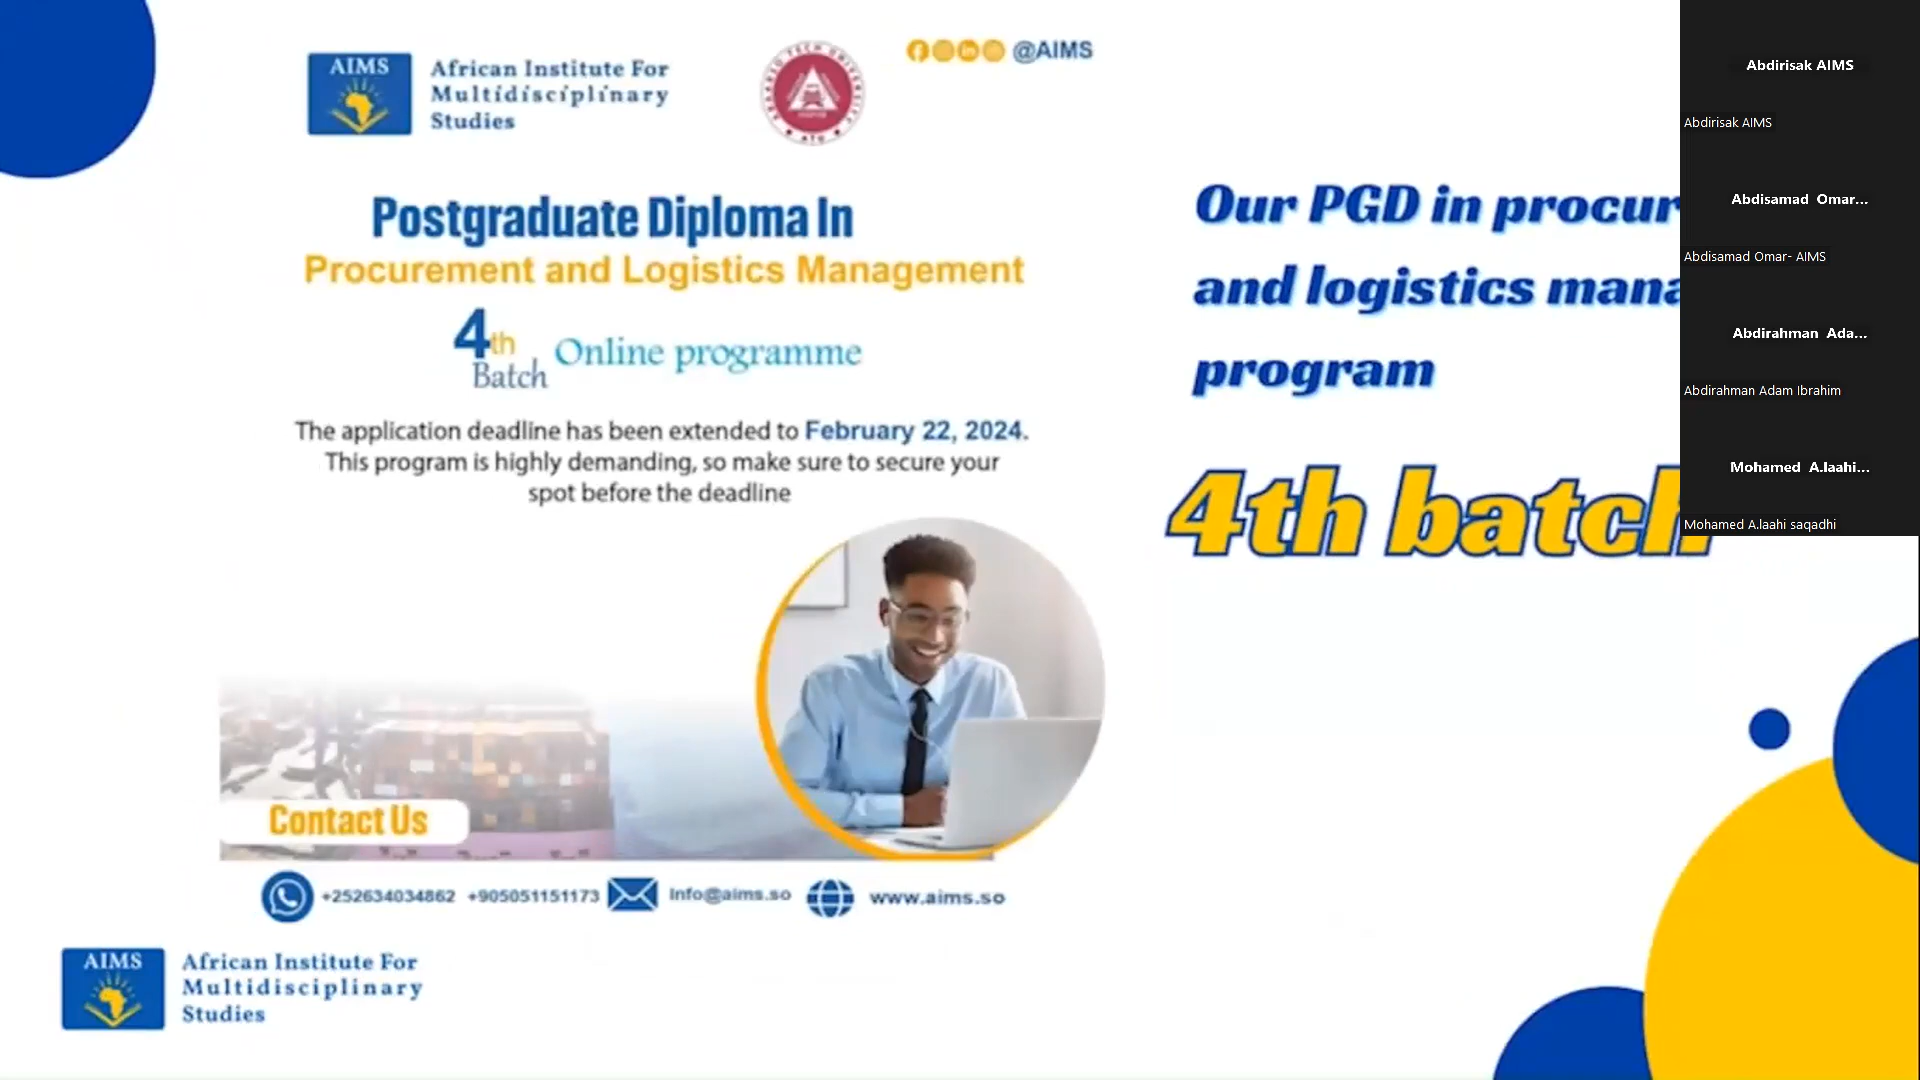 AIMS
African Institute For
Multidisciplinary
Studies
ATU
@AIMS
Postgraduate Diploma In
Procurement and Logistics Management
4th
Batch
Online programme
The application deadline has been extended to February 22, 2024.
This program is highly demanding, so make sure to secure your
spot before the deadline
Contact Us
+252634034862 +905051151173 Info@aims.so www.aims.so
AIMS
African Institute For
Multidisciplinary
Studies
Our PGD in procur
and logistics mana
program
4th batch
Abdirisak AIMS
Abdirisak AIMS
Abdisamad Omar...
Abdisamad Omar- AIMS
Abdirahman Ada...
Abdirahman Adam Ibrahim
Mohamed A.laahi...
Mohamed A.laahi saqadhi